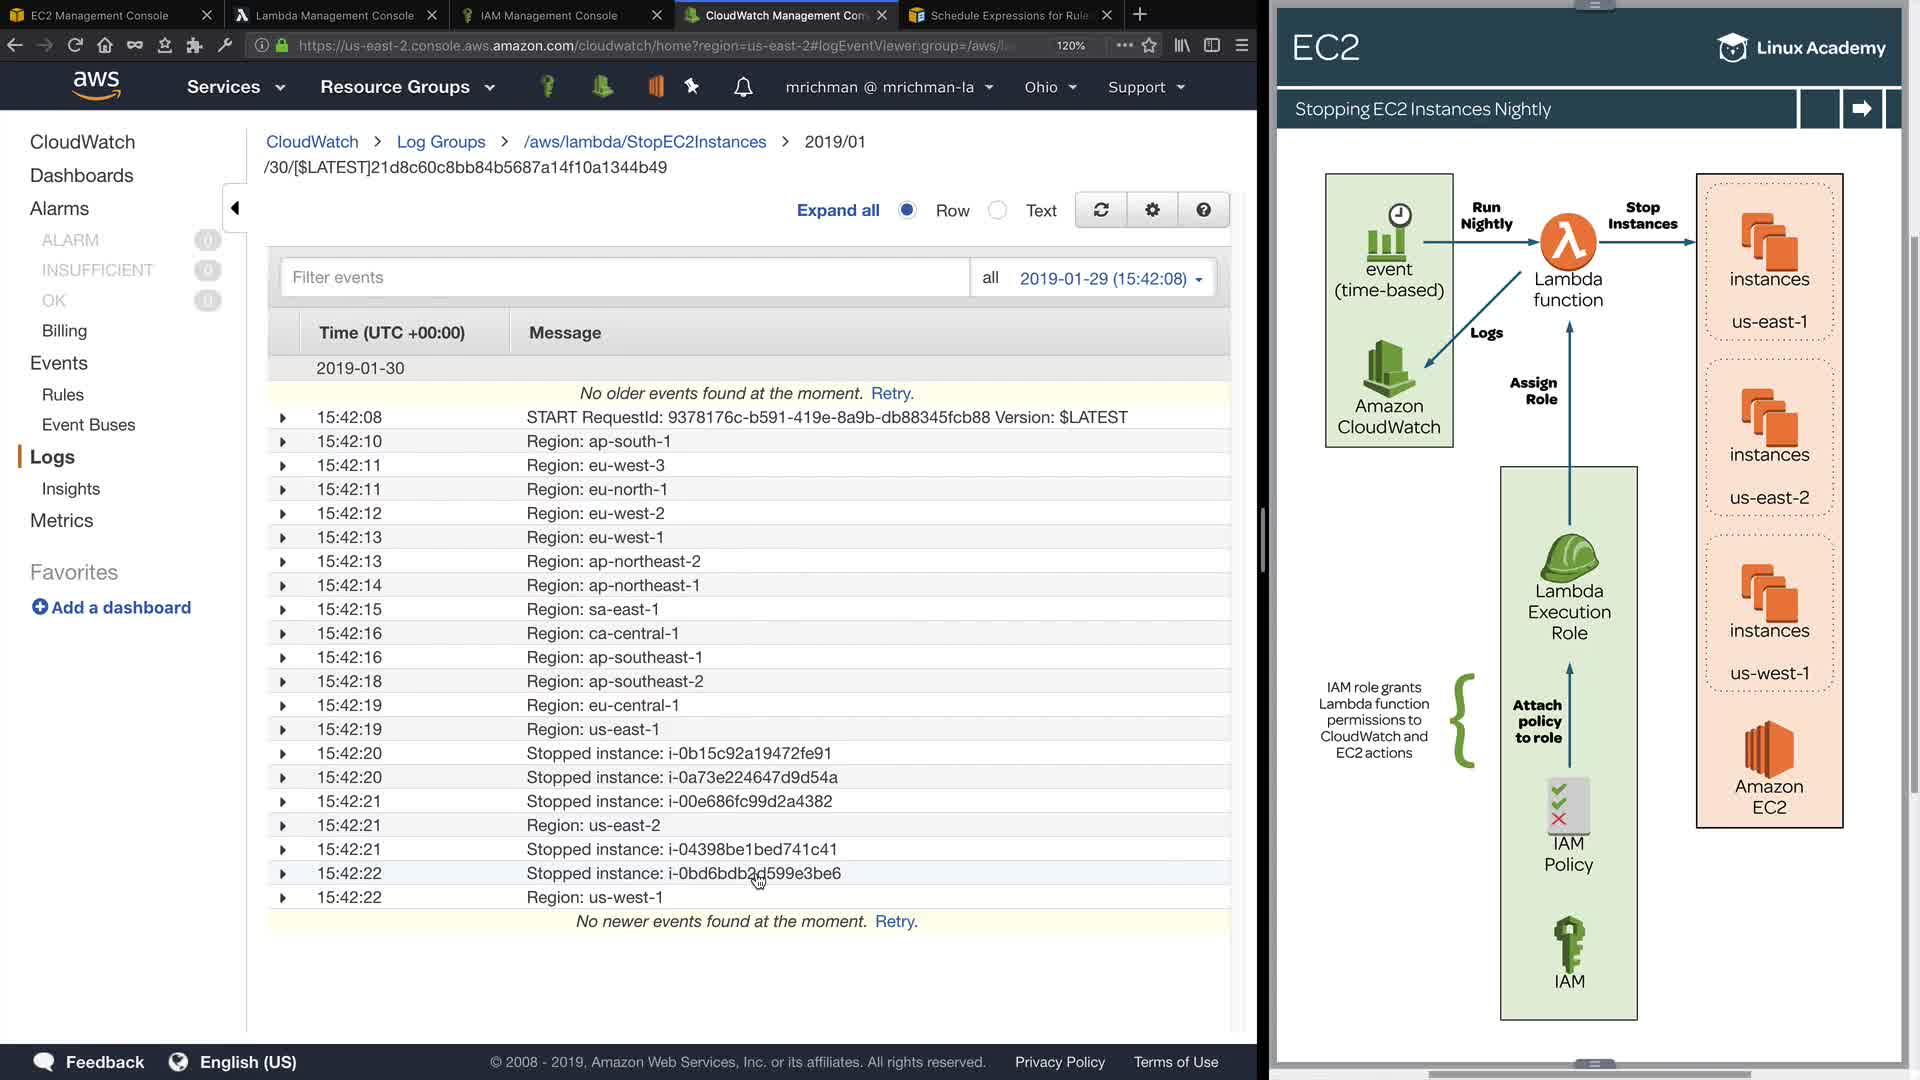 EC2 Management Console
Lambda Management Console
IAM Management Console
CloudWatch Management Con
Schedule Expressions for Rule
https://us-east-2.console.aws.amazon.com/cloudwatch/home?region=us-east-2#logEventViewer:group=/aws/l
120%
aws
Services
Resource Groups
mrichman @ mrichman-la
Ohio
Support
CloudWatch
Dashboards
Alarms
ALARM 0
INSUFFICIENT 0
OK 0
Billing
Events
Rules
Event Buses
Logs
Insights
Metrics
Favorites
Add a dashboard
CloudWatch > Log Groups > /aws/lambda/StopEC2Instances > 2019/01
/30/[$LATEST]21d8c60c8bb84b5687a14f10a1344b49
Expand all Row Text
Filter events
all 2019-01-29 (15:42:08)
Time (UTC +00:00) Message
2019-01-30
No older events found at the moment. Retry.
15:42:08 START RequestId: 9378176c-b591-419e-8a9b-db88345fcb88 Version: $LATEST
15:42:10 Region: ap-south-1
15:42:11 Region: eu-west-3
15:42:11 Region: eu-north-1
15:42:12 Region: eu-west-2
15:42:13 Region: eu-west-1
15:42:13 Region: ap-northeast-2
15:42:14 Region: ap-northeast-1
15:42:15 Region: sa-east-1
15:42:16 Region: ca-central-1
15:42:16 Region: ap-southeast-1
15:42:18 Region: ap-southeast-2
15:42:19 Region: eu-central-1
15:42:19 Region: us-east-1
15:42:20 Stopped instance: i-0b15c92a19472fe91
15:42:20 Stopped instance: i-0a73e224647d9d54a
15:42:21 Stopped instance: i-00e686fc99d2a4382
15:42:21 Region: us-east-2
15:42:21 Stopped instance: i-04398be1bed741c41
15:42:22 Stopped instance: i-0bd6bdb2d599e3be6
15:42:22 Region: us-west-1
No newer events found at the moment. Retry.
Feedback
English (US)
© 2008 - 2019, Amazon Web Services, Inc. or its affiliates. All rights reserved.
Privacy Policy
Terms of Use
EC2
Linux Academy
Stopping EC2 Instances Nightly
event
(time-based)
Run
Nightly
Lambda
function
Stop
Instances
Logs
Amazon
CloudWatch
Assign
Role
instances
us-east-1
instances
us-east-2
instances
us-west-1
Amazon
EC2
Lambda
Execution
Role
IAM role grants
Lambda function
permissions to
CloudWatch and
EC2 actions
Attach
policy
to role
IAM
Policy
IAM